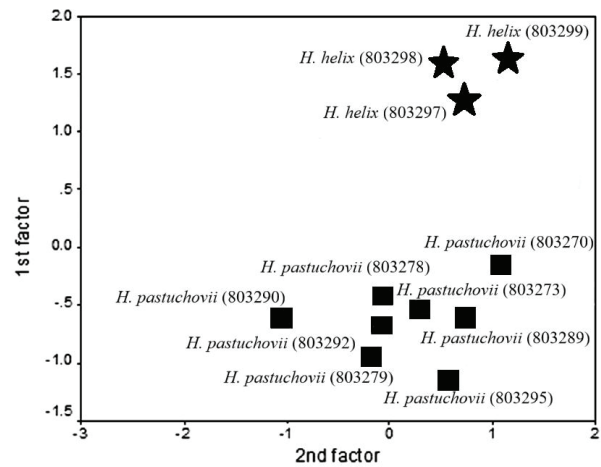 2.0
H. helix (803299)
H. helix (803298)
1.5
H. helix (803297)
1.0
.5
1st factor
0.0
H. pastuchovii (803270)
H. pastuchovii (803278)
H. pastuchovii (803273)
H. pastuchovii (803290)
-.5
H. pastuchovii (803289)
H. pastuchovii (803292)
-1.0
H. pastuchovii (803279)
H. pastuchovii (803295)
-1.5
-3 -2 -1 0 1 2
2nd factor